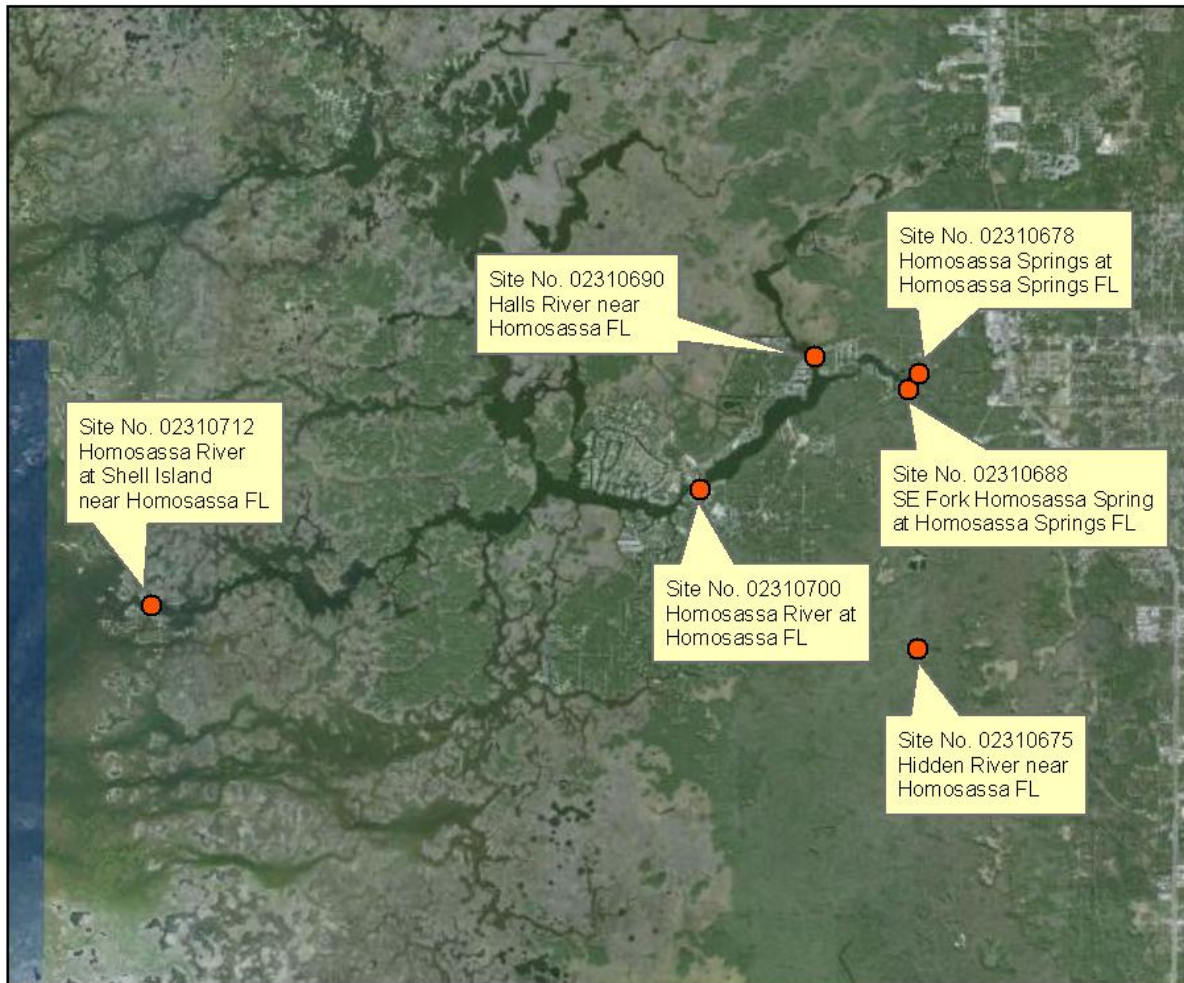 Site No. 02310678
Homosassa Springs at
Homosassa Springs FL
Site No. 02310690
Halls River near
Homosassa FL
Site No. 02310712
Homosassa River
at Shell Island
near Homosassa FL
Site No. 02310688
SE Fork Homosassa Spring
at Homosassa Springs FL
Site No. 02310700
Homosassa River at
Homosassa FL
Site No. 02310675
Hidden River near
Homosassa FL